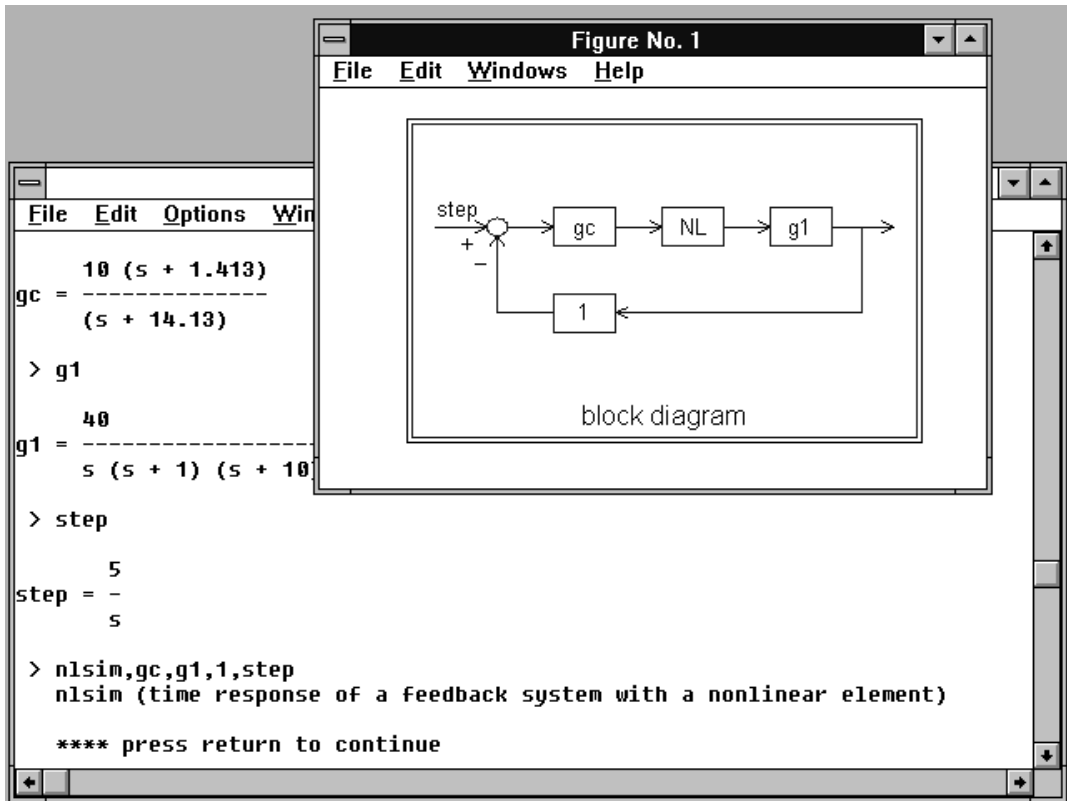 Figure No. 1
File Edit Windows Help
step
+
−
gc
NL
g1
1
block diagram
File Edit Options Win
10 (s + 1.413)
gc = ---------------
(s + 14.13)
> g1
40
g1 = --------------------
s (s + 1) (s + 10)
> step
5
step = -
s
> nlsim,gc,g1,1,step
nlsim (time response of a feedback system with a nonlinear element)
**** press return to continue